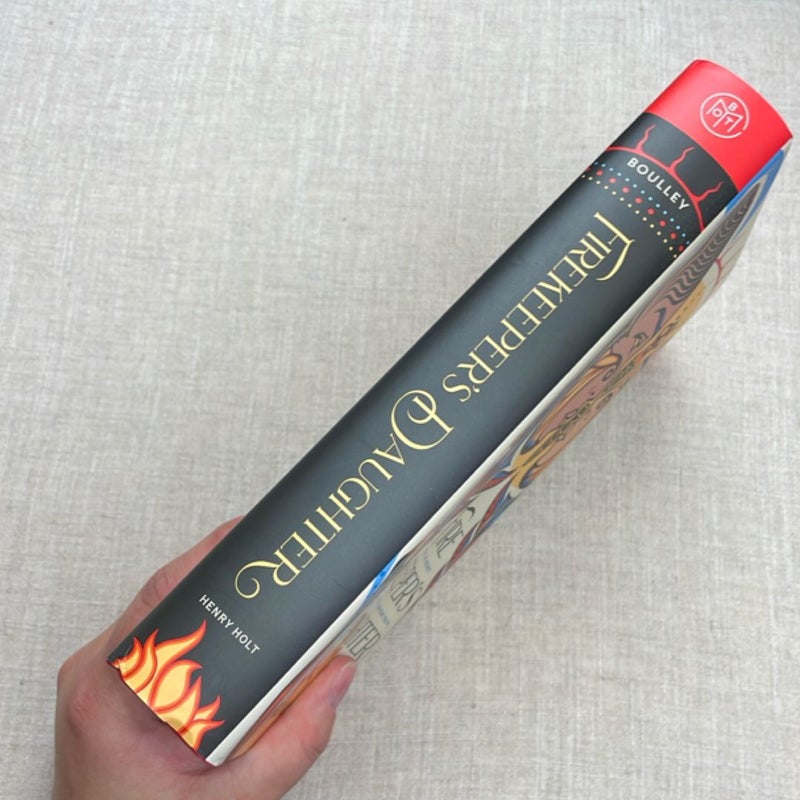 BOTM
BOULLEY
FIREKEEPER'S DAUGHTER
HENRY HOLT